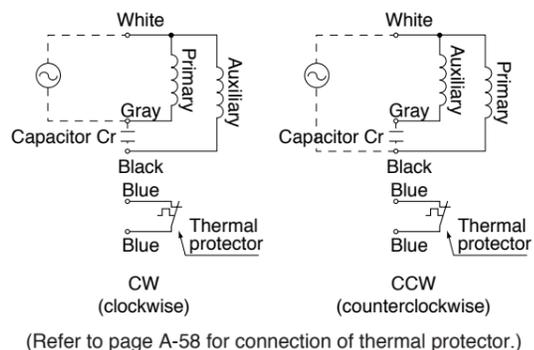 White
Primary
Auxiliary
Gray
Capacitor Cr
Black
Blue
Thermal
protector
Blue
CW
(clockwise)
White
Auxiliary
Primary
Gray
Capacitor Cr
Black
Blue
Thermal
protector
Blue
CCW
(counterclockwise)
(Refer to page A-58 for connection of thermal protector.)